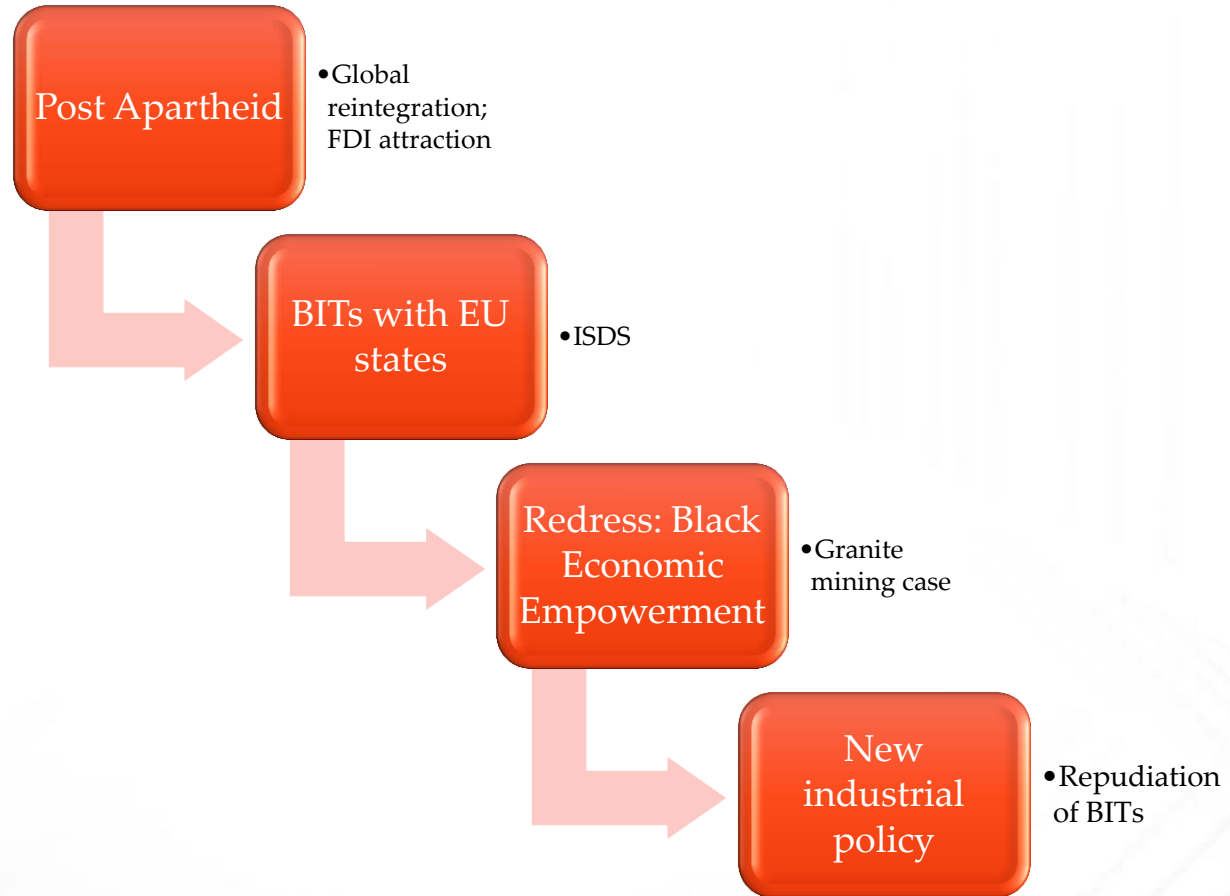 Post Apartheid
•Global
reintegration;
FDI attraction
BITs with EU
states
•ISDS
Redress: Black
Economic
Empowerment
•Granite
mining case
New
industrial
policy
•Repudiation
of BITs